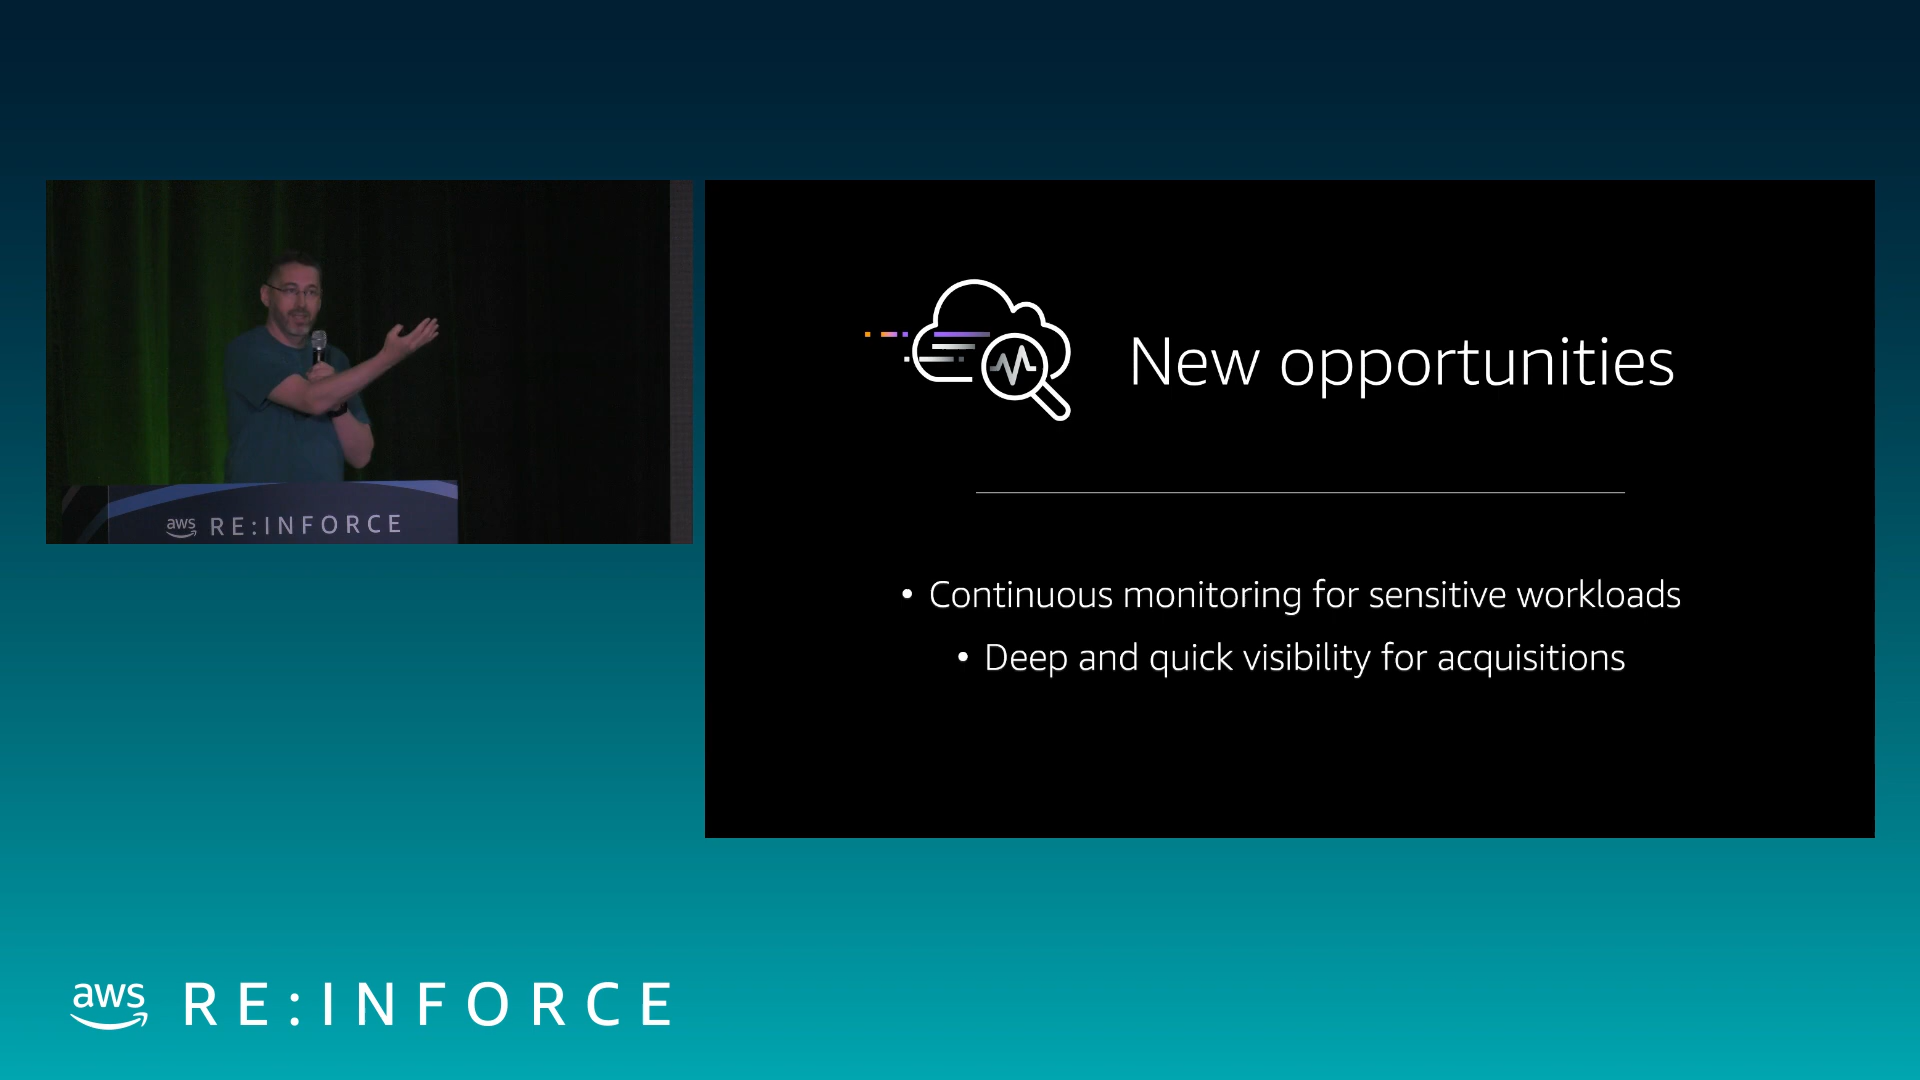 New opportunities
• Continuous monitoring for sensitive workloads
• Deep and quick visibility for acquisitions
aws RE:INFORCE
aws RE:INFORCE